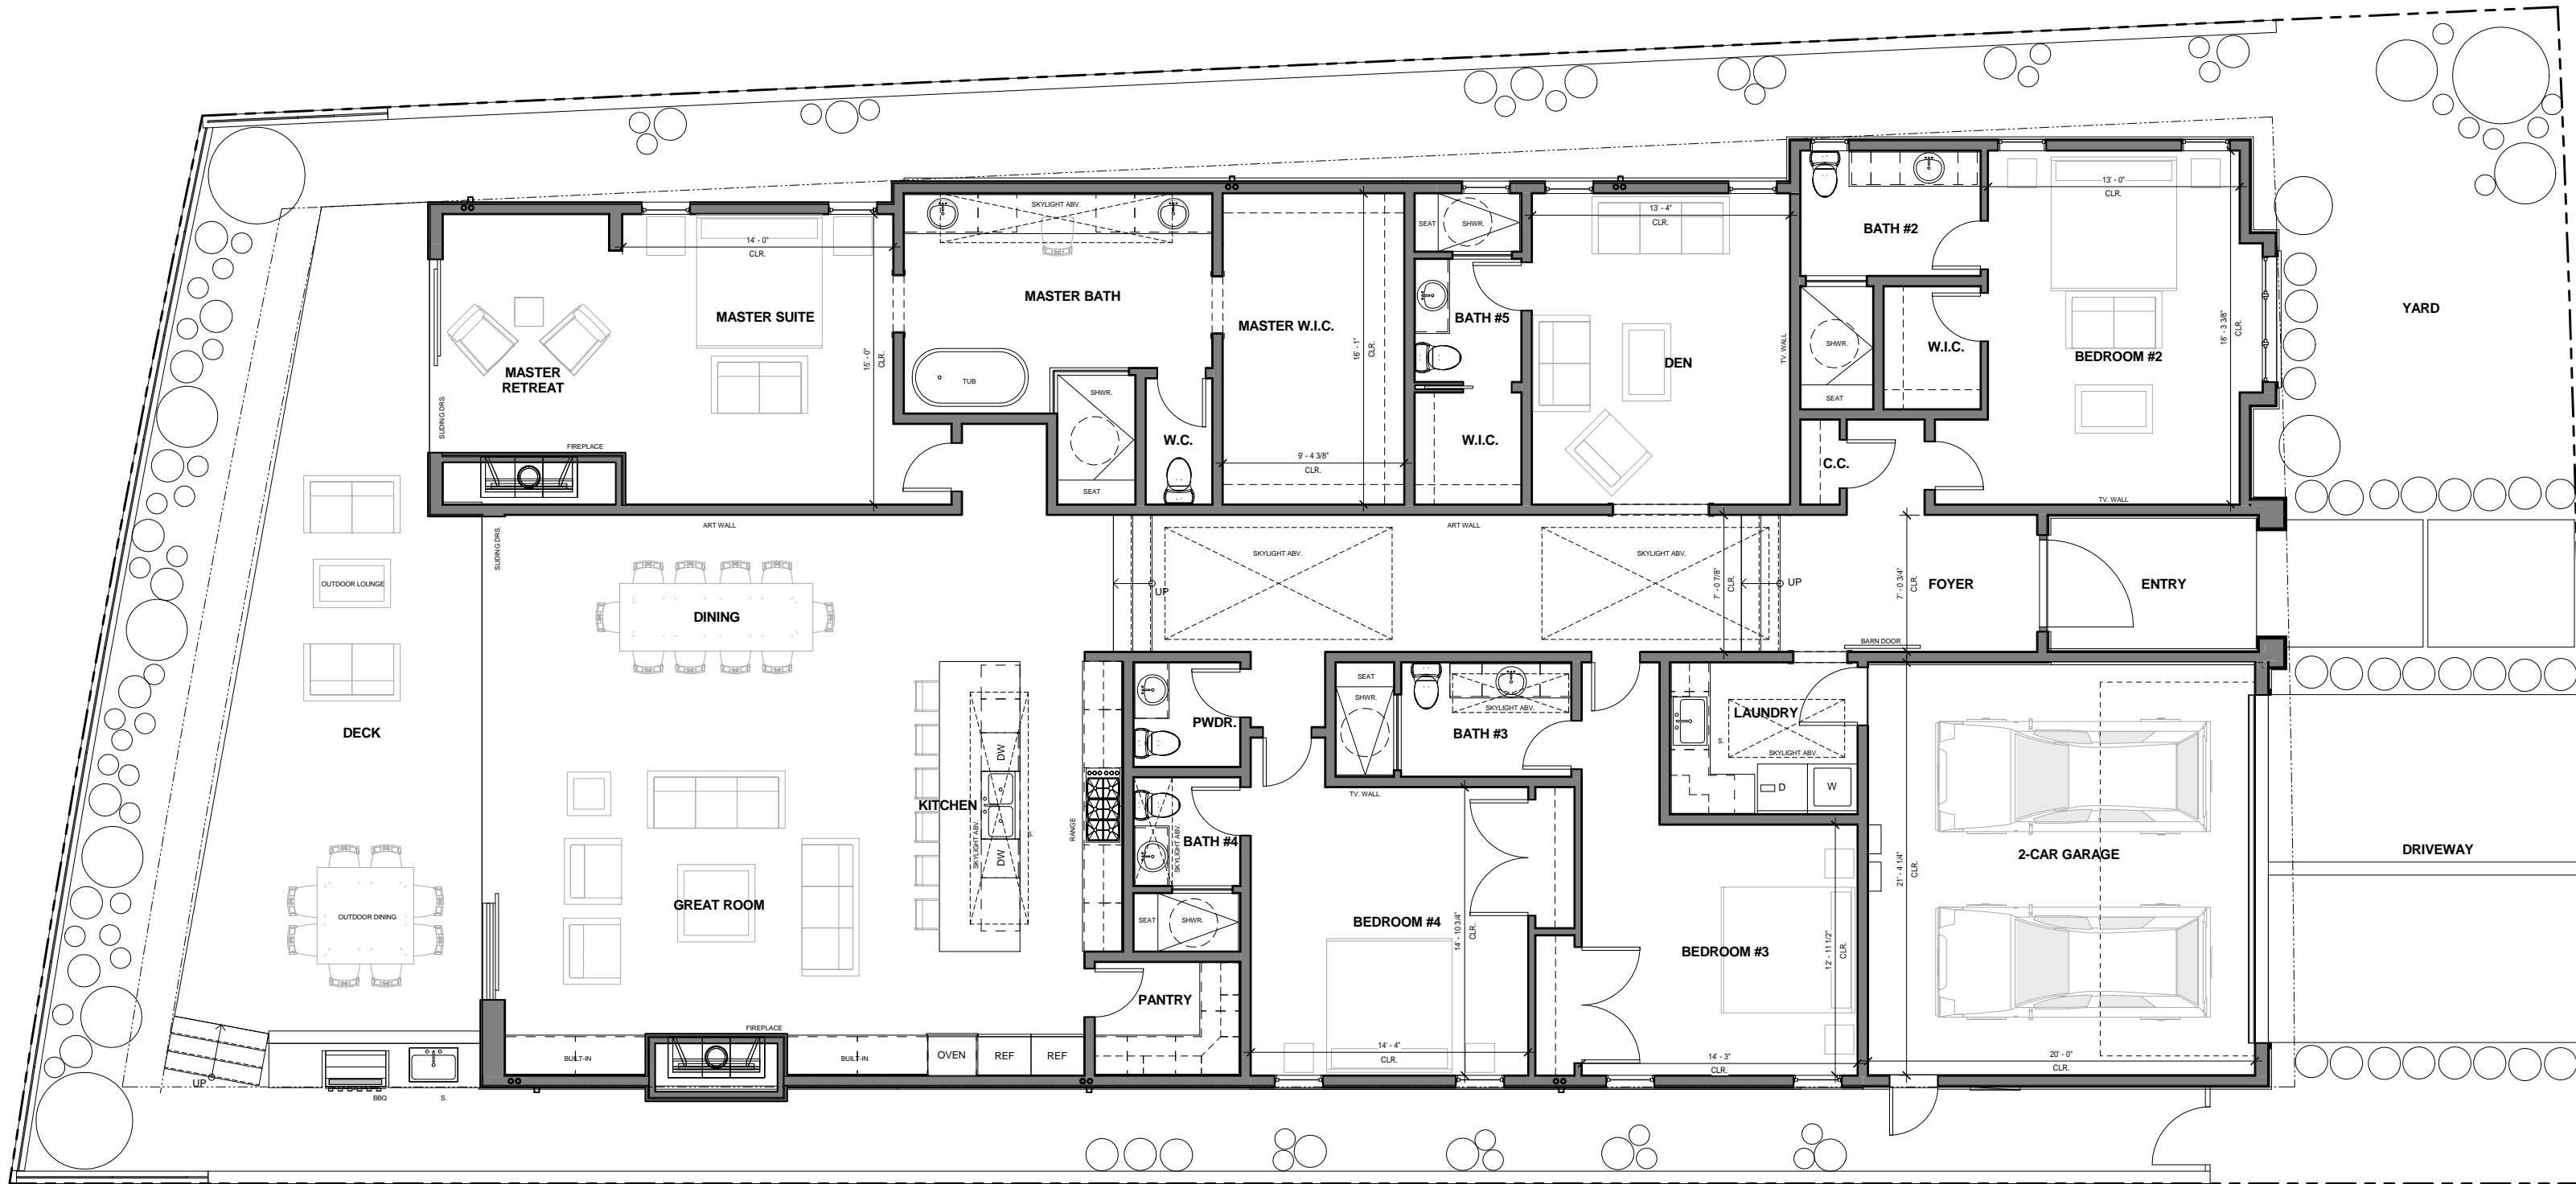 SKYLIGHT ABV.
13' - 4"
CLR.
13' - 0"
CLR.
SEAT
SHWR.
BATH #2
14' - 0"
CLR.
MASTER BATH
MASTER SUITE
MASTER W.I.C.
BATH #5
YARD
MASTER
RETREAT
15' - 0"
CLR.
16' - 1"
CLR.
DEN
TV. WALL
SHWR.
W.I.C.
BEDROOM #2
18' - 3 3/8"
CLR.
TUB
SHWR.
SEAT
SLIDING DRS.
FIREPLACE
W.C.
W.I.C.
9' - 4 3/8"
CLR.
C.C.
SEAT
TV. WALL
ART WALL
ART WALL
SLIDING DRS.
SKYLIGHT ABV.
SKYLIGHT ABV.
OUTDOOR LOUNGE
UP
7' - 0 7/8"
CLR.
UP
7' - 0 3/4"
CLR.
FOYER
ENTRY
DINING
BARN DOOR
SEAT
SHWR.
SKYLIGHT ABV.
PWDR.
BATH #3
LAUNDRY
S.
SKYLIGHT ABV.
DECK
DW
D
W
TV. WALL
KITCHEN
SKYLIGHT ABV.
S.
RANGE
BATH #4
SKYLIGHT ABV.
DW
2-CAR GARAGE
21' - 4 1/4"
CLR.
DRIVEWAY
GREAT ROOM
OUTDOOR DINING
SEAT
SHWR.
BEDROOM #4
14' - 10 3/4"
CLR.
BEDROOM #3
12' - 11 1/2"
CLR.
PANTRY
FIREPLACE
BUILT-IN
BUILT-IN
OVEN
REF
REF
14' - 4"
CLR.
14' - 3"
CLR.
20' - 0"
CLR.
UP
BBQ
S.